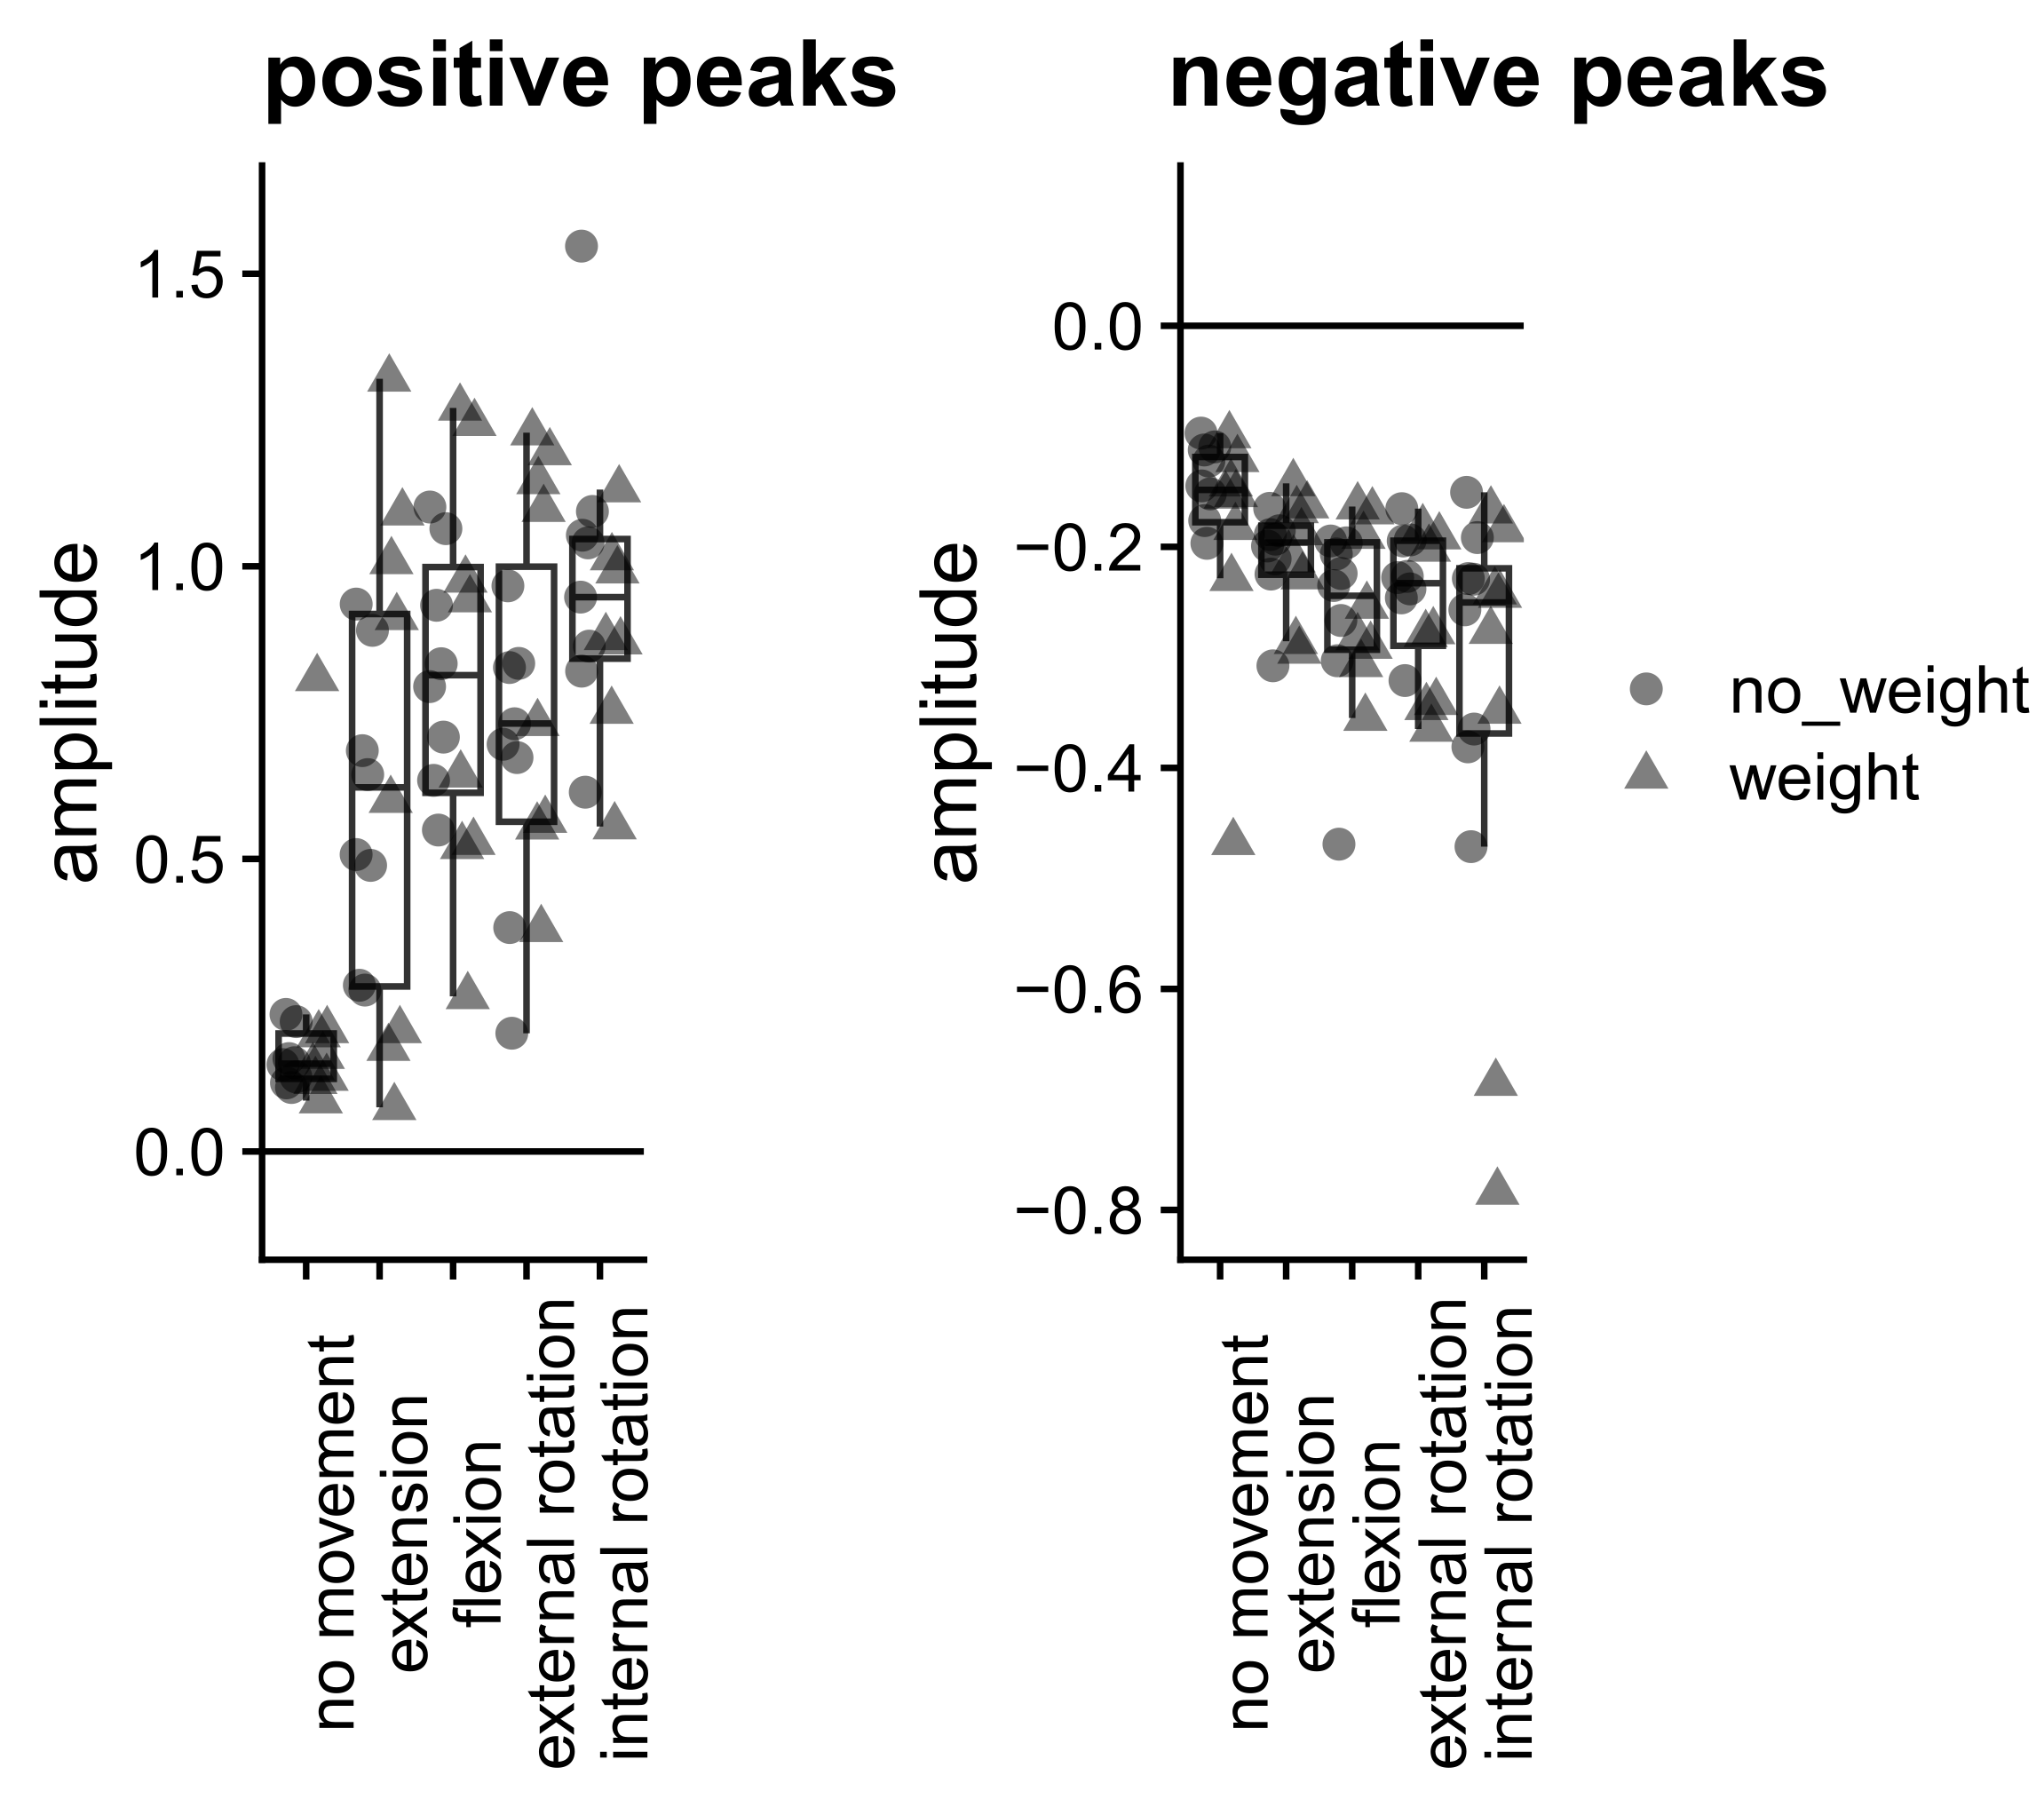 positive peaks
negative peaks
amplitude
1.5
1.0
0.5
0.0
no movement
extension
flexion
external rotation
internal rotation
amplitude
0.0
−0.2
−0.4
−0.6
−0.8
no movement
extension
flexion
external rotation
internal rotation
no_weight
weight